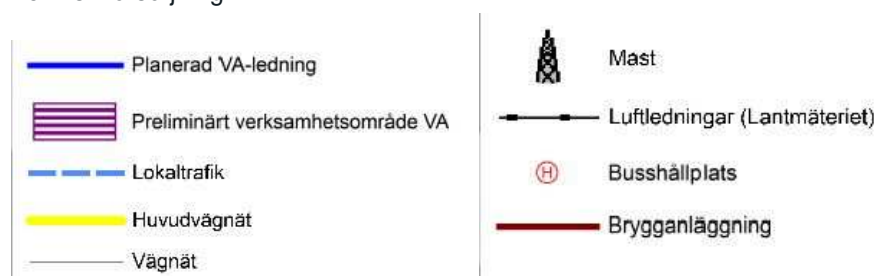 Planerad VA-ledning
Preliminärt verksamhetsområde VA
Lokaltrafik
Huvudvägnät
Vägnät
Mast
Luftledningar (Lantmäteriet)
H
Busshållplats
Brygganläggning